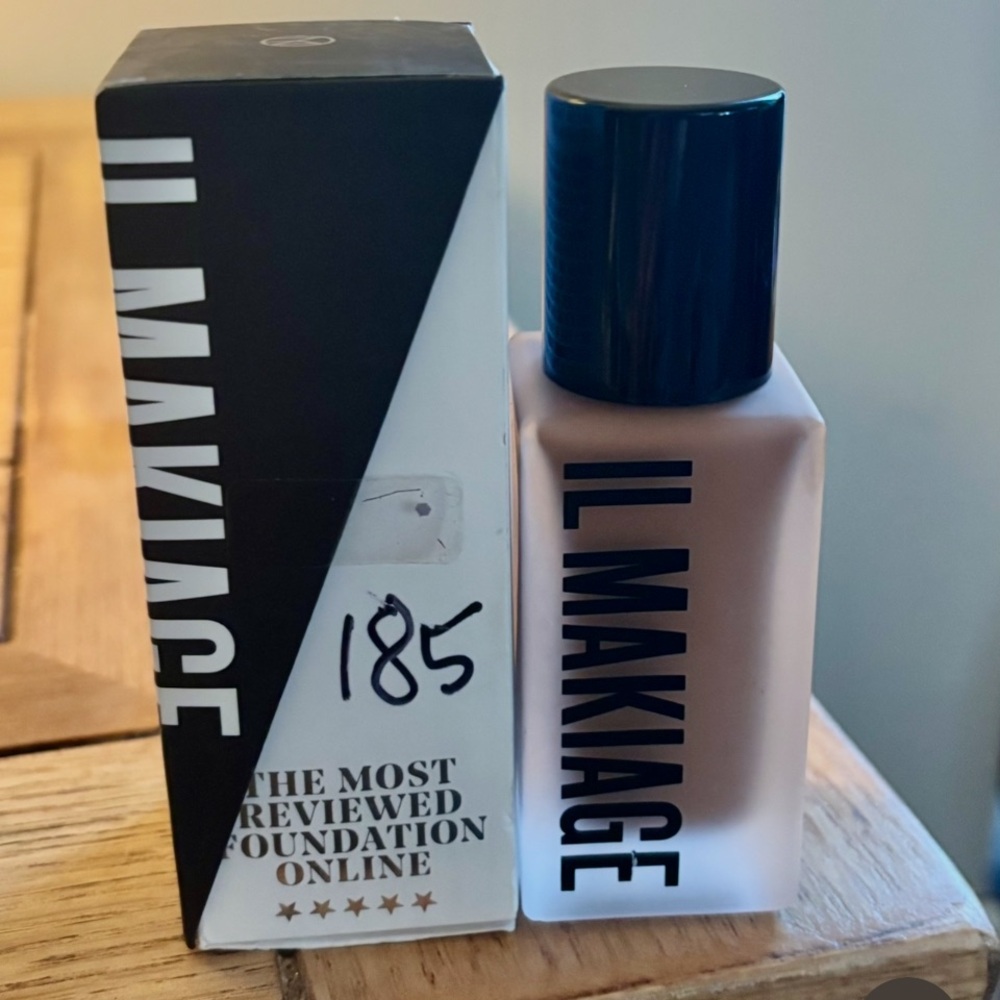 IL MAKIAGE
185
THE MOST
REVIEWED
FOUNDATION
ONLINE
IL MAKIAGE